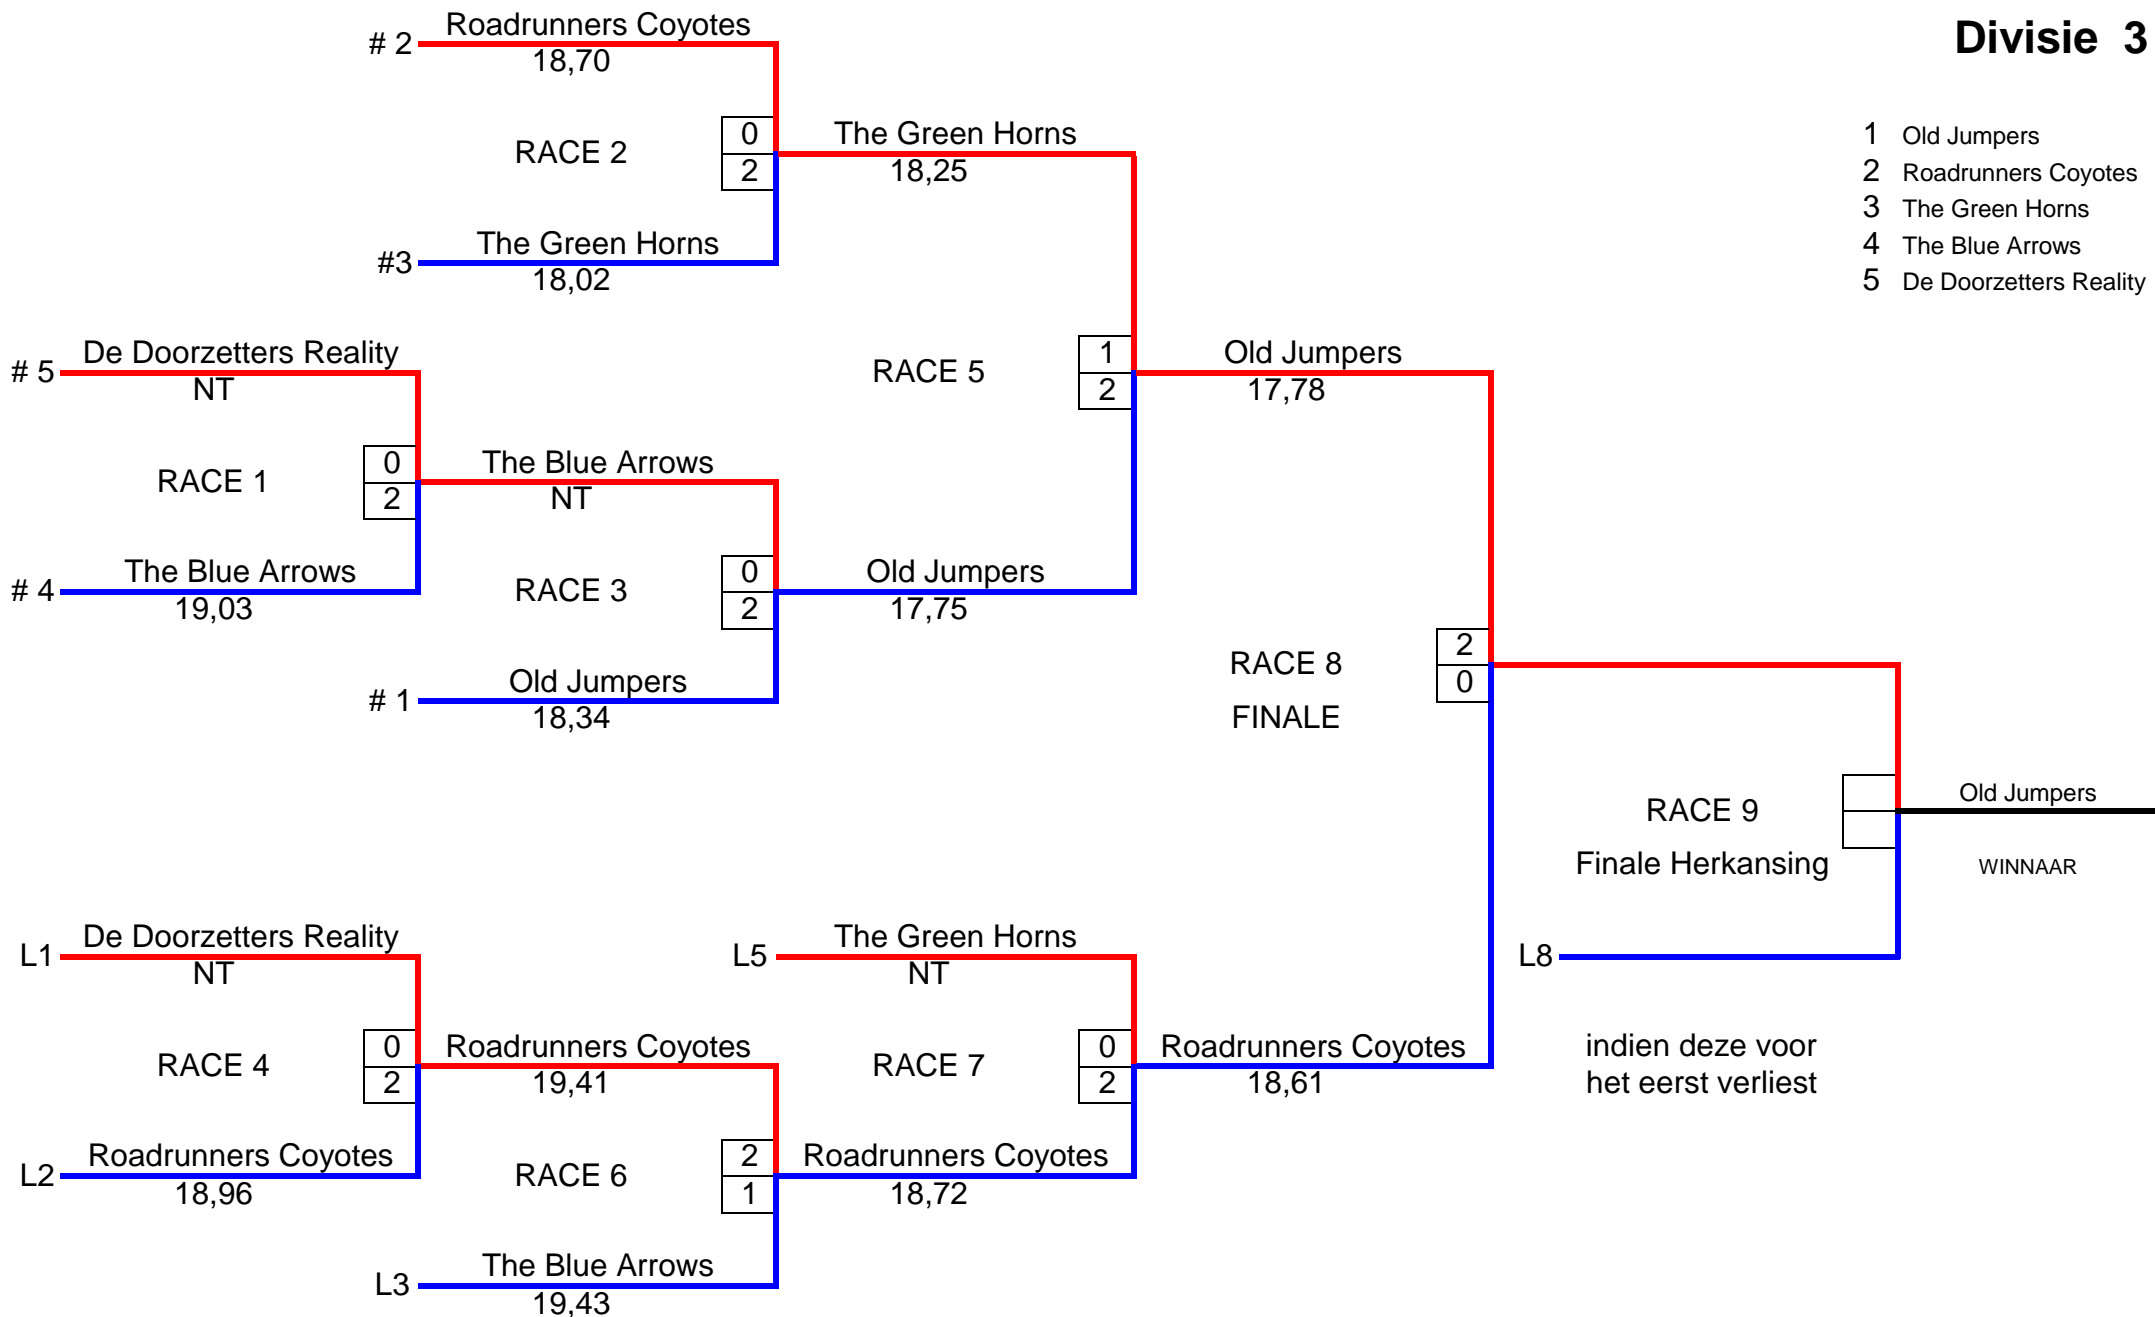 Divisie 3
1 Old Jumpers
2 Roadrunners Coyotes
3 The Green Horns
4 The Blue Arrows
5 De Doorzetters Reality
# 2 Roadrunners Coyotes
18,70
RACE 2
0
2
#3 The Green Horns
18,02
The Green Horns
18,25
# 5 De Doorzetters Reality
NT
RACE 1
0
2
# 4 The Blue Arrows
19,03
The Blue Arrows
NT
RACE 3
0
2
# 1 Old Jumpers
18,34
Old Jumpers
17,75
RACE 5
1
2
Old Jumpers
17,78
RACE 8
FINALE
2
0
RACE 9
Finale Herkansing
Old Jumpers
WINNAAR
L1 De Doorzetters Reality
NT
RACE 4
0
2
L2 Roadrunners Coyotes
18,96
Roadrunners Coyotes
19,41
RACE 6
2
1
L3 The Blue Arrows
19,43
L5 The Green Horns
NT
RACE 7
0
2
Roadrunners Coyotes
18,72
Roadrunners Coyotes
18,61
L8
indien deze voor
het eerst verliest